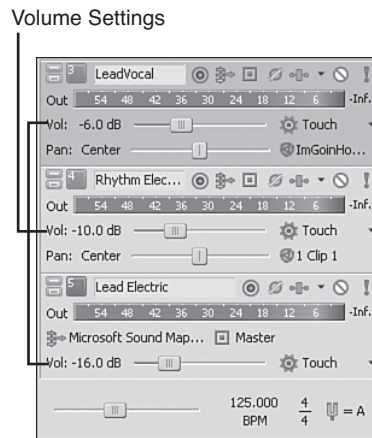 Volume Settings
3 LeadVocal
Out 54 48 42 36 30 24 18 12 6 -Inf.
Vol: -6.0 dB Touch
Pan: Center ImGoinHo...
4 Rhythm Elec...
Out 54 48 42 36 30 24 18 12 6 -Inf.
Vol: -10.0 dB Touch
Pan: Center 1 Clip 1
5 Lead Electric
Out 54 48 42 36 30 24 18 12 6 -Inf.
Microsoft Sound Map... Master
Vol: -16.0 dB Touch
125.000 4 = A
BPM 4